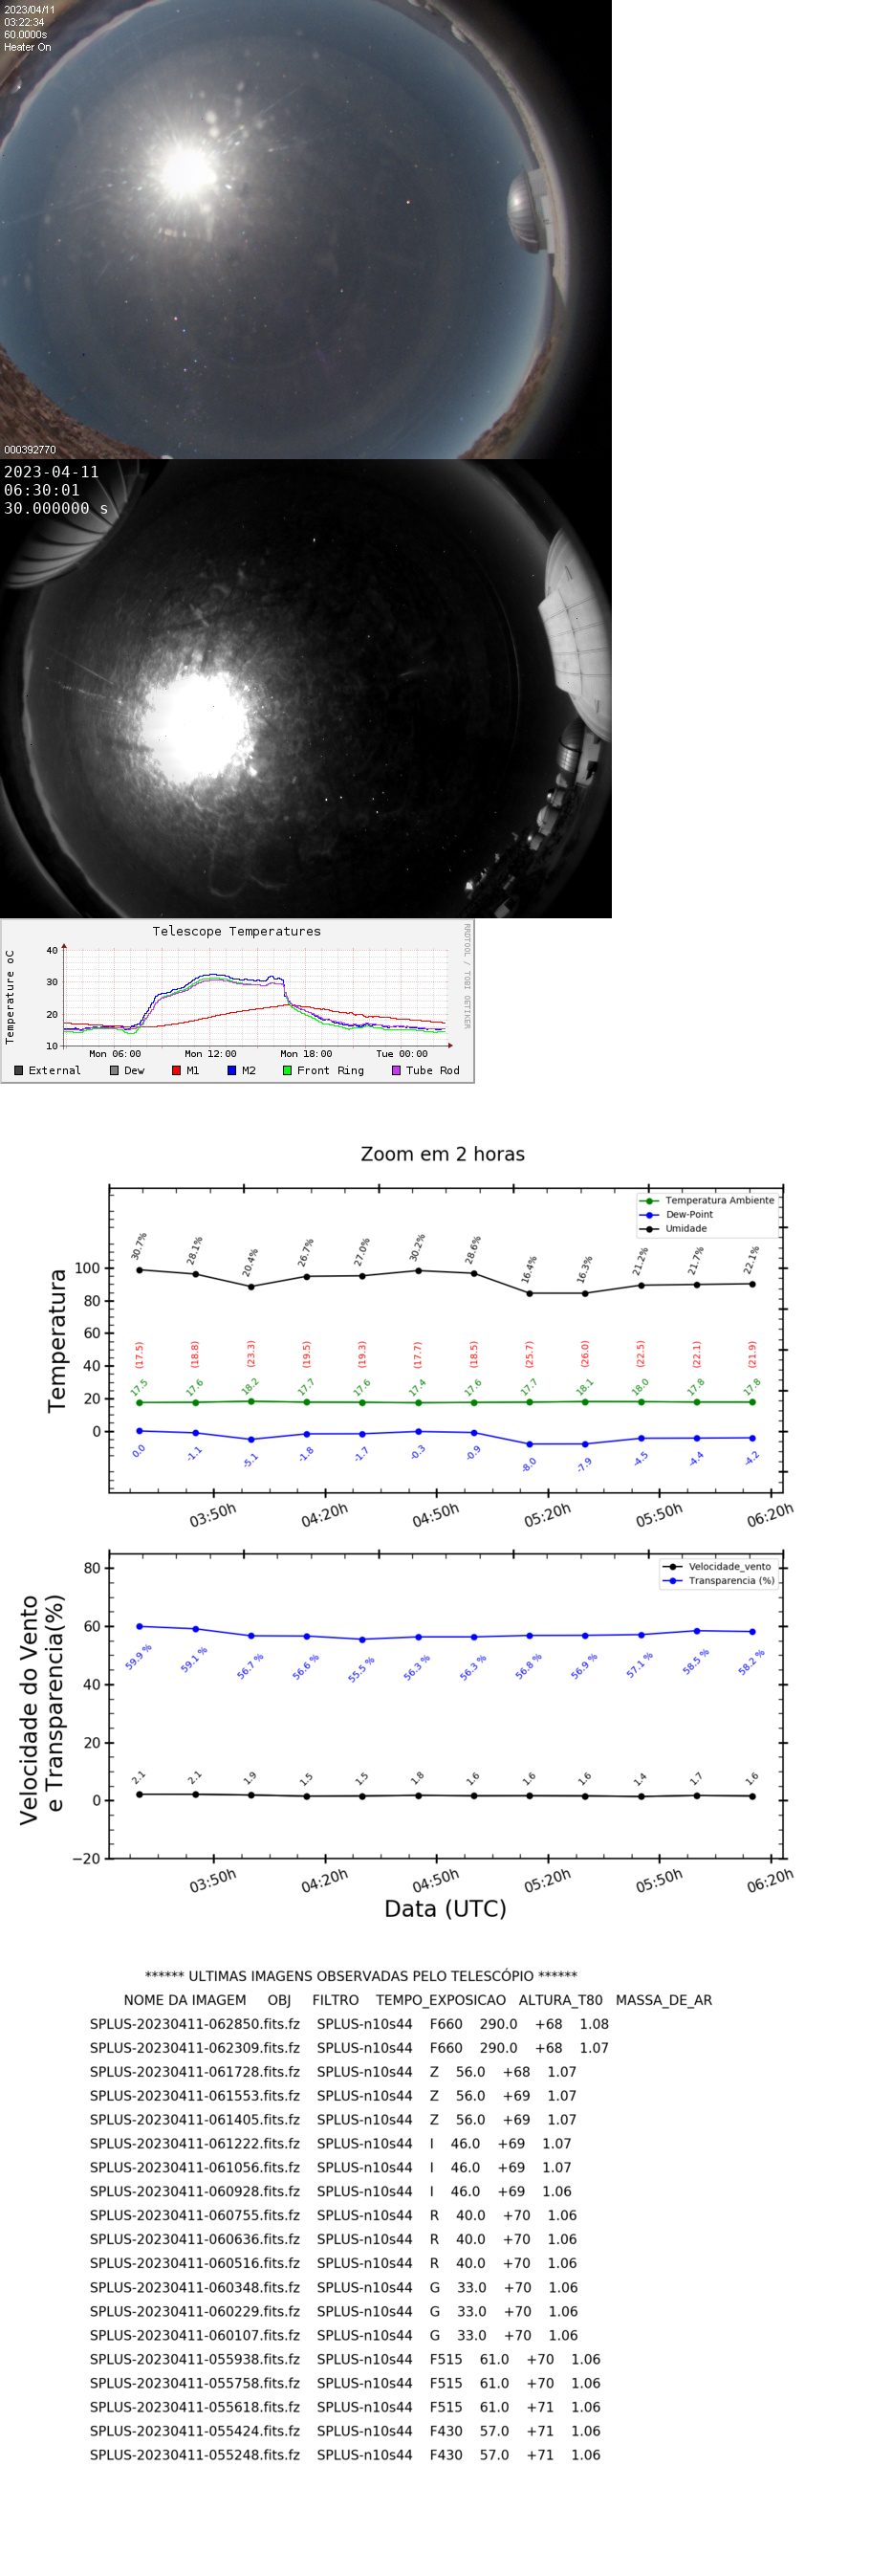 2023/04/11
03:22:34
60.0000s
Heater On
000392770
2023-04-11
06:30:01
30.000000 s
Telescope Temperatures
RRDTOOL / TOBI OETIKER
Temperature oC
40
30
20
10
Mon 06:00 Mon 12:00 Mon 18:00 Tue 00:00
External Dew M1 M2 Front Ring Tube Rod
Zoom em 2 horas
Temperatura Ambiente
Dew-Point
Umidade
Temperatura
100
80
60
40
20
0
30.7% 28.1% 20.4% 26.7% 27.0% 30.2% 28.6% 16.4% 16.3% 21.2% 21.7% 22.1%
(17.5) (18.8) (23.3) (19.5) (19.3) (17.7) (18.5) (25.7) (26.0) (22.5) (22.1) (21.9)
17.5 17.6 18.2 17.7 17.6 17.4 17.6 17.7 18.1 18.0 17.8 17.8
0.0 -1.1 -5.1 -1.8 -1.7 -0.3 -0.9 -8.0 -7.9 -4.5 -4.4 -4.2
03:50h 04:20h 04:50h 05:20h 05:50h 06:20h
Velocidade_vento
Transparencia (%)
Velocidade do Vento
e Transparencia(%)
80
60
40
20
0
−20
59.9 % 59.1 % 56.7 % 56.6 % 55.5 % 56.3 % 56.3 % 56.8 % 56.9 % 57.1 % 58.5 % 58.2 %
2.1 2.1 1.9 1.5 1.5 1.8 1.6 1.6 1.6 1.4 1.7 1.6
03:50h 04:20h 04:50h 05:20h 05:50h 06:20h
Data (UTC)
****** ULTIMAS IMAGENS OBSERVADAS PELO TELESCÓPIO ******
NOME DA IMAGEM OBJ FILTRO TEMPO_EXPOSICAO ALTURA_T80 MASSA_DE_AR
SPLUS-20230411-062850.fits.fz SPLUS-n10s44 F660 290.0 +68 1.08
SPLUS-20230411-062309.fits.fz SPLUS-n10s44 F660 290.0 +68 1.07
SPLUS-20230411-061728.fits.fz SPLUS-n10s44 Z 56.0 +68 1.07
SPLUS-20230411-061553.fits.fz SPLUS-n10s44 Z 56.0 +69 1.07
SPLUS-20230411-061405.fits.fz SPLUS-n10s44 Z 56.0 +69 1.07
SPLUS-20230411-061222.fits.fz SPLUS-n10s44 I 46.0 +69 1.07
SPLUS-20230411-061056.fits.fz SPLUS-n10s44 I 46.0 +69 1.07
SPLUS-20230411-060928.fits.fz SPLUS-n10s44 I 46.0 +69 1.06
SPLUS-20230411-060755.fits.fz SPLUS-n10s44 R 40.0 +70 1.06
SPLUS-20230411-060636.fits.fz SPLUS-n10s44 R 40.0 +70 1.06
SPLUS-20230411-060516.fits.fz SPLUS-n10s44 R 40.0 +70 1.06
SPLUS-20230411-060348.fits.fz SPLUS-n10s44 G 33.0 +70 1.06
SPLUS-20230411-060229.fits.fz SPLUS-n10s44 G 33.0 +70 1.06
SPLUS-20230411-060107.fits.fz SPLUS-n10s44 G 33.0 +70 1.06
SPLUS-20230411-055938.fits.fz SPLUS-n10s44 F515 61.0 +70 1.06
SPLUS-20230411-055758.fits.fz SPLUS-n10s44 F515 61.0 +70 1.06
SPLUS-20230411-055618.fits.fz SPLUS-n10s44 F515 61.0 +71 1.06
SPLUS-20230411-055424.fits.fz SPLUS-n10s44 F430 57.0 +71 1.06
SPLUS-20230411-055248.fits.fz SPLUS-n10s44 F430 57.0 +71 1.06